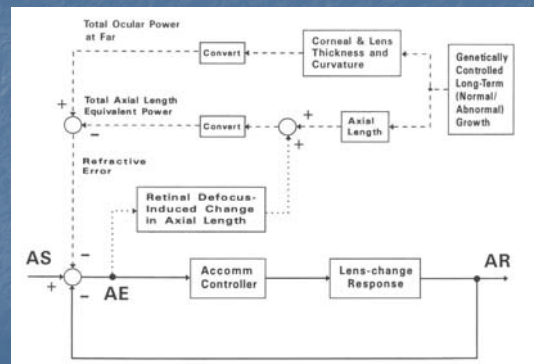 Total Ocular Power
at Far
Convert
Corneal & Lens
Thickness and
Curvature
Genetically
Controlled
Long-Term
(Normal/
Abnormal)
Growth
+
Total Axial Length
Equivalent Power
−
Convert
+
+
Axial
Length
Refractive
Error
Retinal Defocus-
Induced Change
in Axial Length
AS
+
−
−
AE
Accomm
Controller
Lens-change
Response
AR